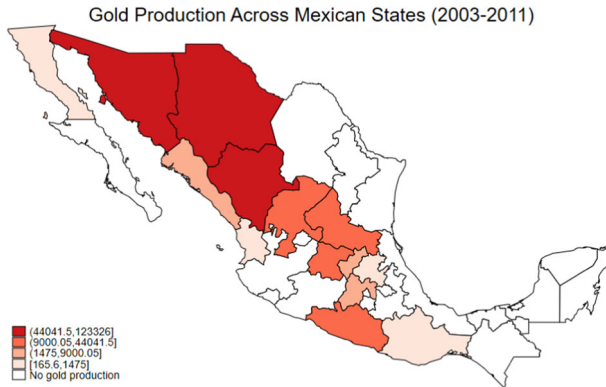 Gold Production Across Mexican States (2003-2011)
(44041.5,123326]
(9000.05,44041.5]
(1475,9000.05]
[165.6,1475]
No gold production